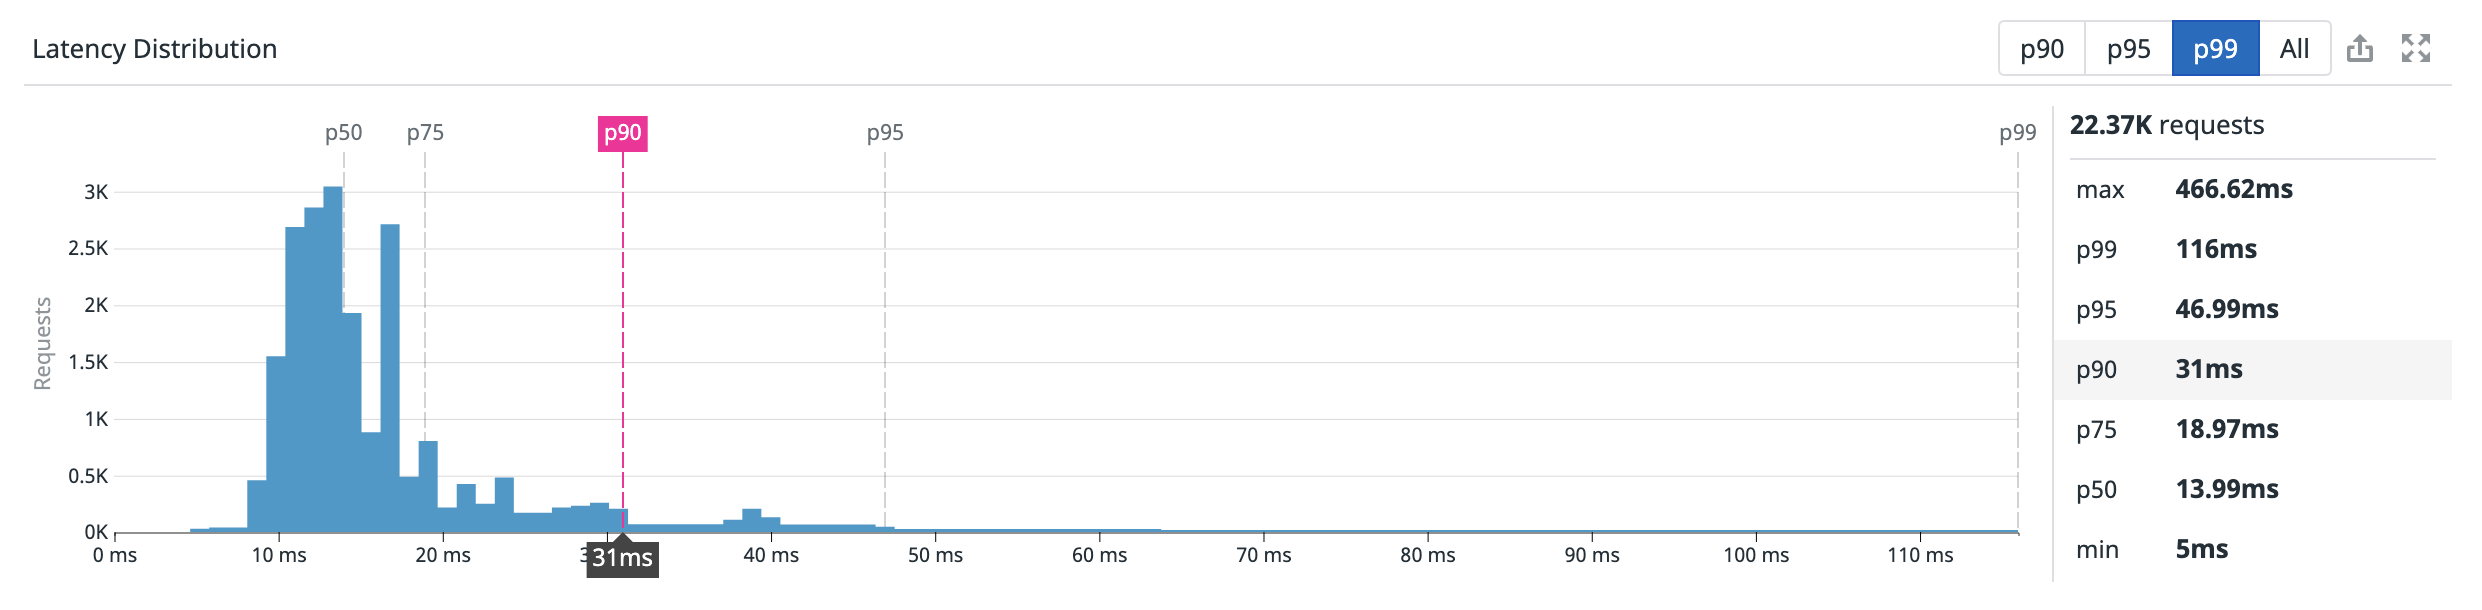 Latency Distribution
p90 p95 p99 All
p50 p75 p90 p95 p99
3K
2.5K
2K
1.5K
1K
0.5K
0K
Requests
0 ms 10 ms 20 ms 31ms 40 ms 50 ms 60 ms 70 ms 80 ms 90 ms 100 ms 110 ms
22.37K requests
max 466.62ms
p99 116ms
p95 46.99ms
p90 31ms
p75 18.97ms
p50 13.99ms
min 5ms